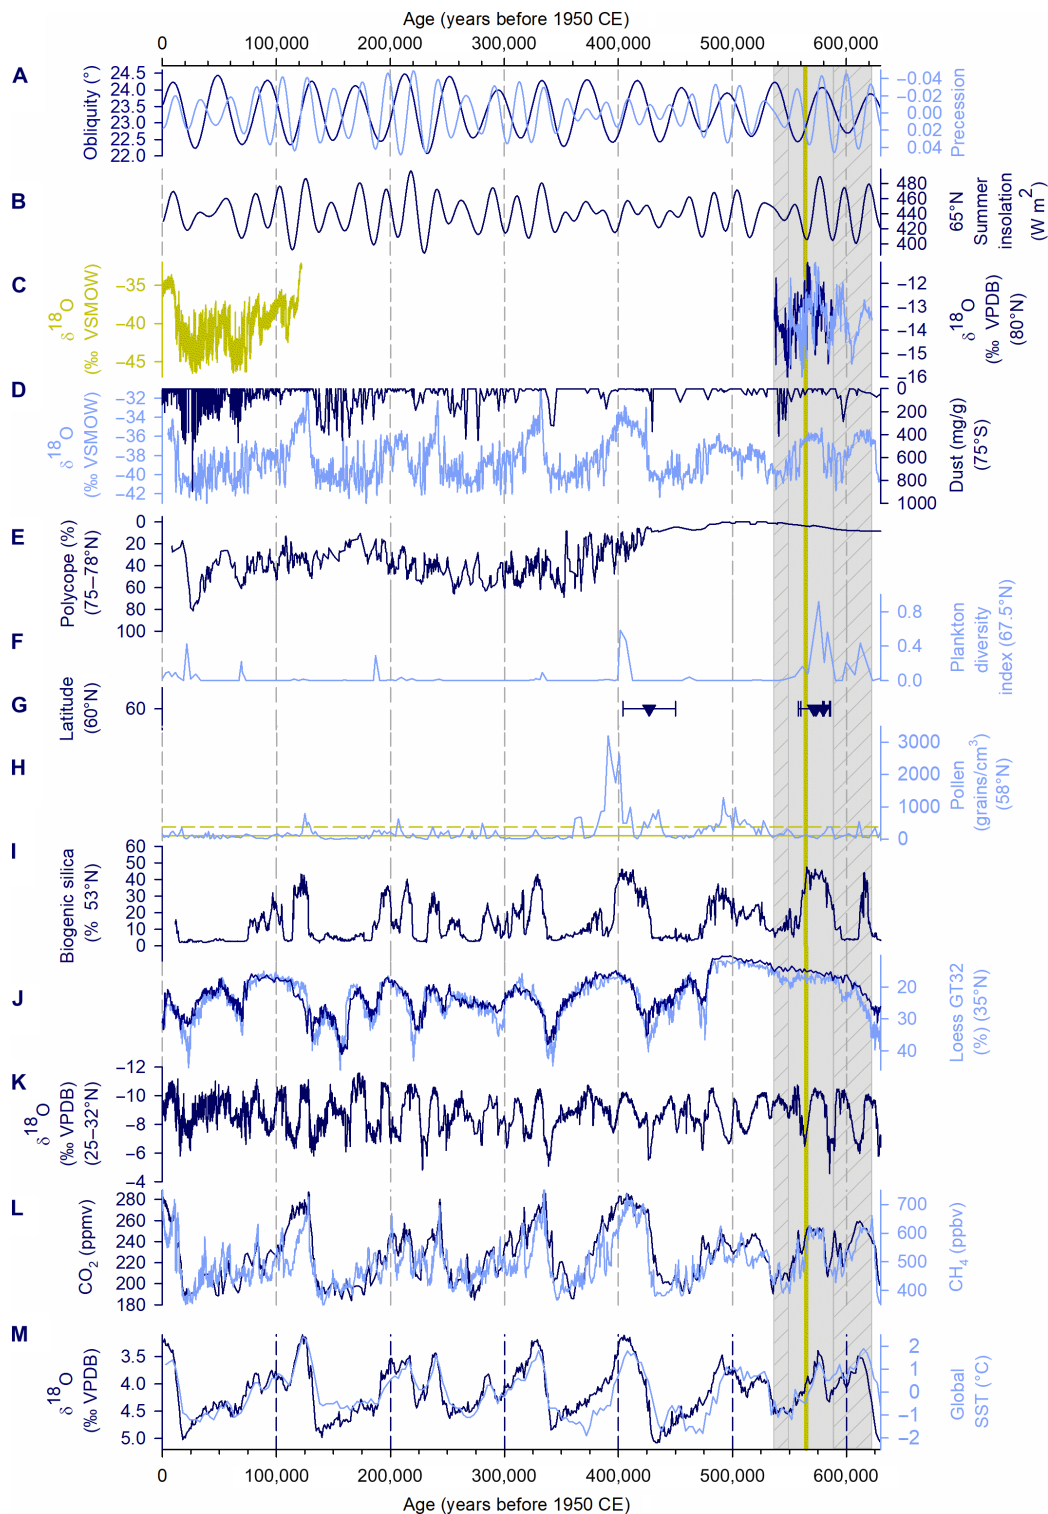 Age (years before 1950 CE)
0 100,000 200,000 300,000 400,000 500,000 600,000
A
Obliquity (°)
24.5
23.5
23.0
22.5
22.0
−0.04
−0.02
0.00
0.02
0.04
Precession
B
480
460
440
420
400
65°N
Summer
insolation
(W m²)
C
δ18O
(‰ VSMOW)
−35
−40
−45
−12
−13
−14
−15
−16
δ18O
(‰ VPDB)
(80°N)
D
δ18O
(‰ VSMOW)
−32
−34
−36
−38
−40
−42
0
200
400
600
800
1000
Dust (mg/g)
(75°S)
E
Polycope (%)
(75–78°N)
0
20
40
60
80
100
F
0.8
0.4
0.0
Plankton
diversity
index (67.5°N)
G
Latitude
(60°N)
60
H
3000
2000
1000
0
Pollen
(grains/cm³)
(58°N)
I
Biogenic silica
(% 53°N)
60
50
40
30
20
10
0
J
20
30
40
Loess GT32
(%) (35°N)
K
δ18O
(‰ VPDB)
(25–32°N)
−12
−10
−8
−6
−4
L
CO₂ (ppmv)
280
260
240
220
200
180
700
600
500
400
CH₄ (ppbv)
M
δ18O
(‰ VPDB)
3.5
4.0
4.5
5.0
2
1
0
−1
−2
Global
SST (°C)
0 100,000 200,000 300,000 400,000 500,000 600,000
Age (years before 1950 CE)